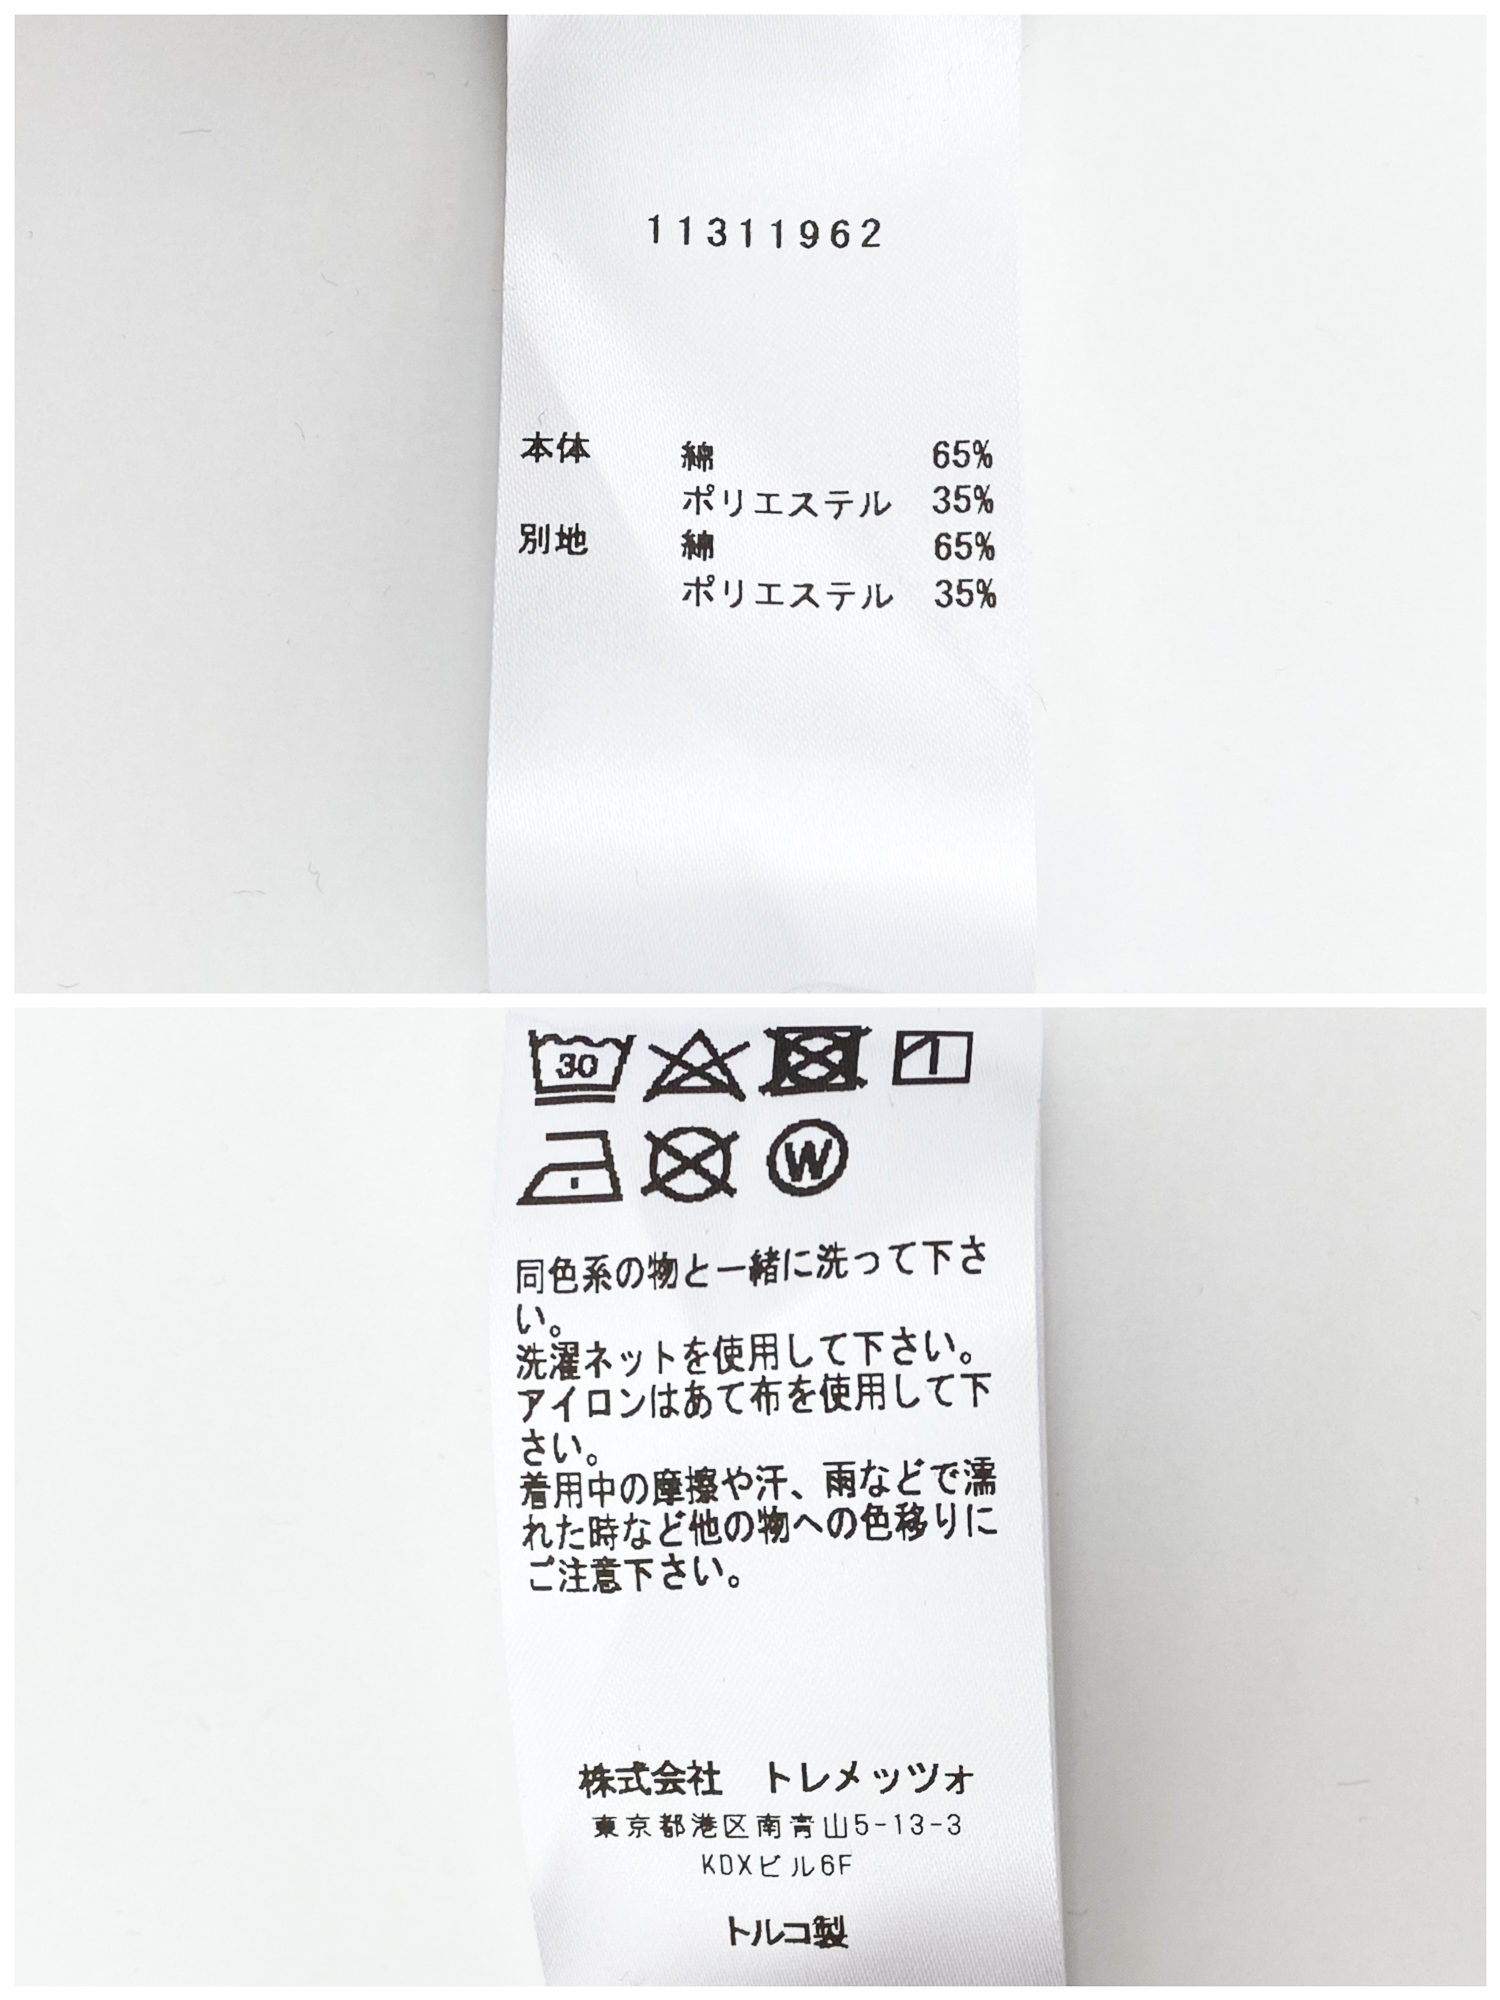 11311962
本体 綿 65%
ポリエステル 35%
別地 綿 65%
ポリエステル 35%
30
W
同色系の物と一緒に洗って下さ
い。
洗濯ネットを使用して下さい。
アイロンはあて布を使用して下
さい。
着用中の摩擦や汗、雨などで濡
れた時など他の物への色移りに
ご注意下さい。
株式会社 トレメッツォ
東京都港区南青山5-13-3
KDXビル6F
トルコ製